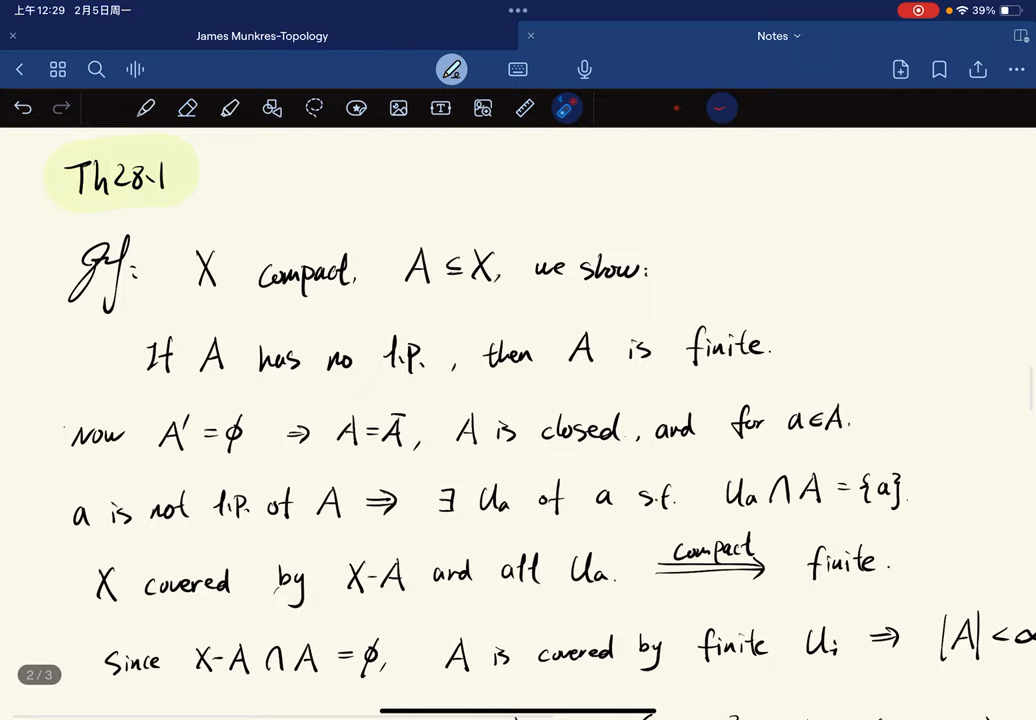 上午12:29 2月5日周一
39%
James Munkres-Topology
Notes
Th28.1
pf: X compact, A ⊆ X, we show:
If A has no l.p., then A is finite.
Now A' = ∅ ⇒ A = Ā, A is closed, and for a∈A.
a is not l.p. of A ⇒ ∃ Ua of a s.t. Ua ∩ A = {a}.
X covered by X-A and all Ua. compact ⟹ finite.
Since X-A ∩ A = ∅, A is covered by finite Ui ⇒ |A| < ∞
2/3